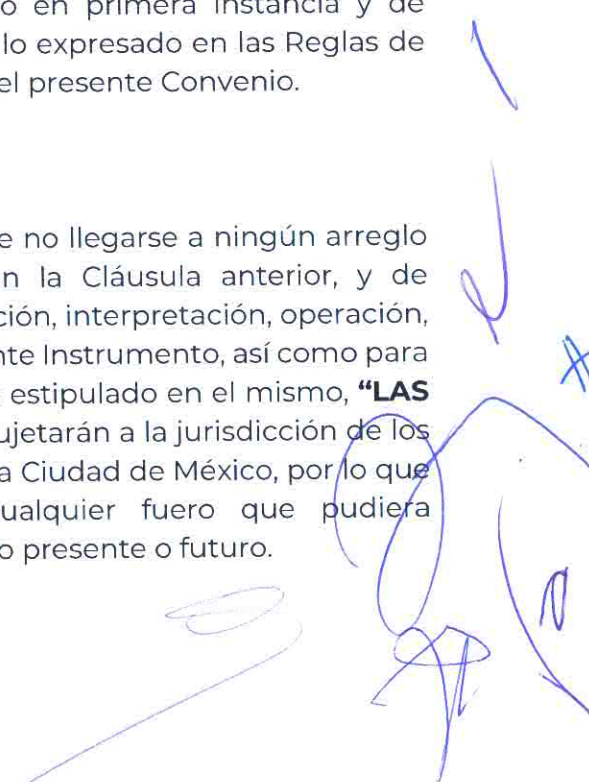 o en primera instancia y de
lo expresado en las Reglas de
el presente Convenio.
e no llegarse a ningún arreglo
n la Cláusula anterior, y de
ción, interpretación, operación,
nte Instrumento, así como para
estipulado en el mismo, “LAS
ujetarán a la jurisdicción de los
a Ciudad de México, por lo que
ualquier fuero que pudiera
o presente o futuro.